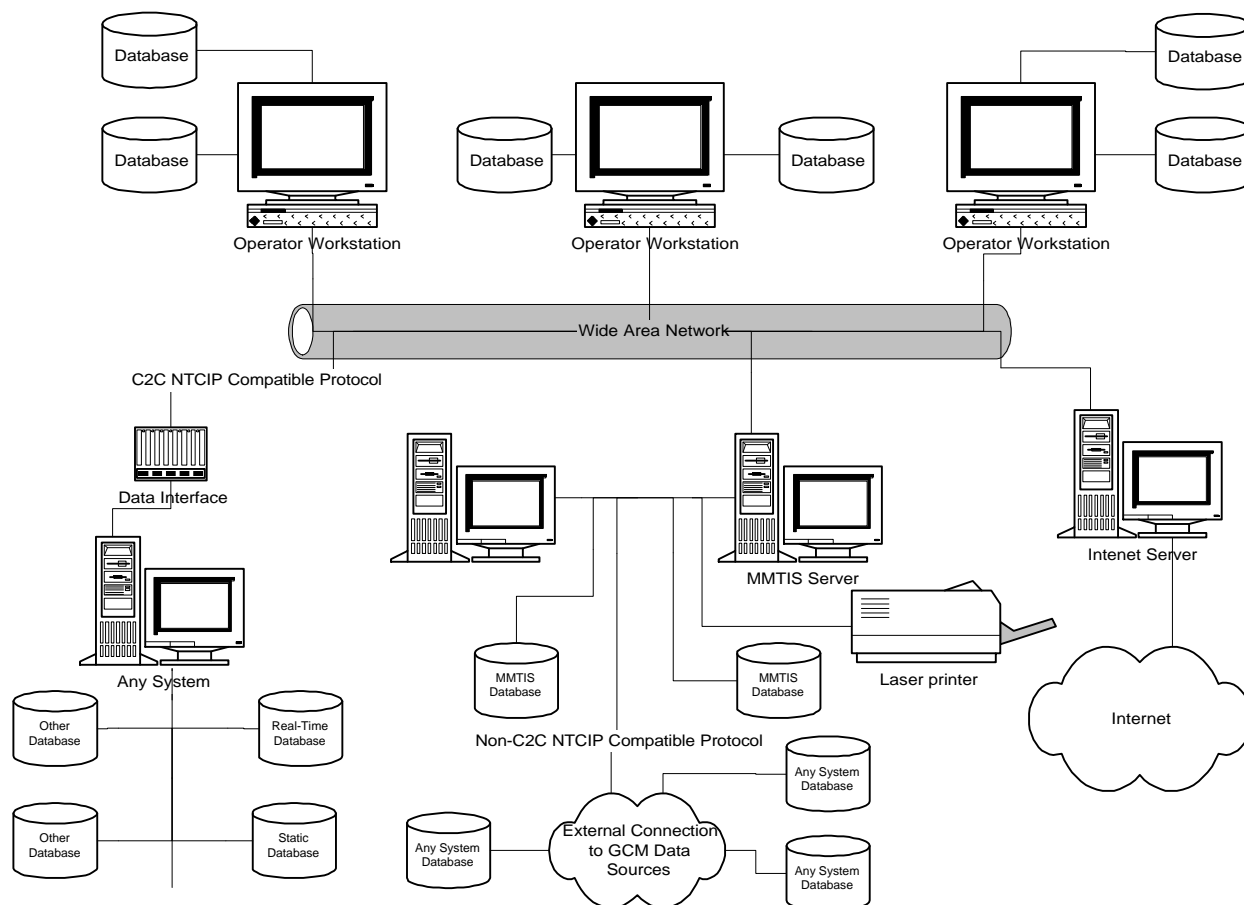 Database
Database
Database
Database
Database
Database
Operator Workstation
Operator Workstation
Operator Workstation
Wide Area Network
C2C NTCIP Compatible Protocol
Data Interface
MMTIS Server
Intenet Server
Any System
Laser printer
MMTIS
Database
MMTIS
Database
Other
Database
Real-Time
Database
Internet
Non-C2C NTCIP Compatible Protocol
Any System
Database
Other
Database
Static
Database
Any System
Database
External Connection
to GCM Data
Sources
Any System
Database